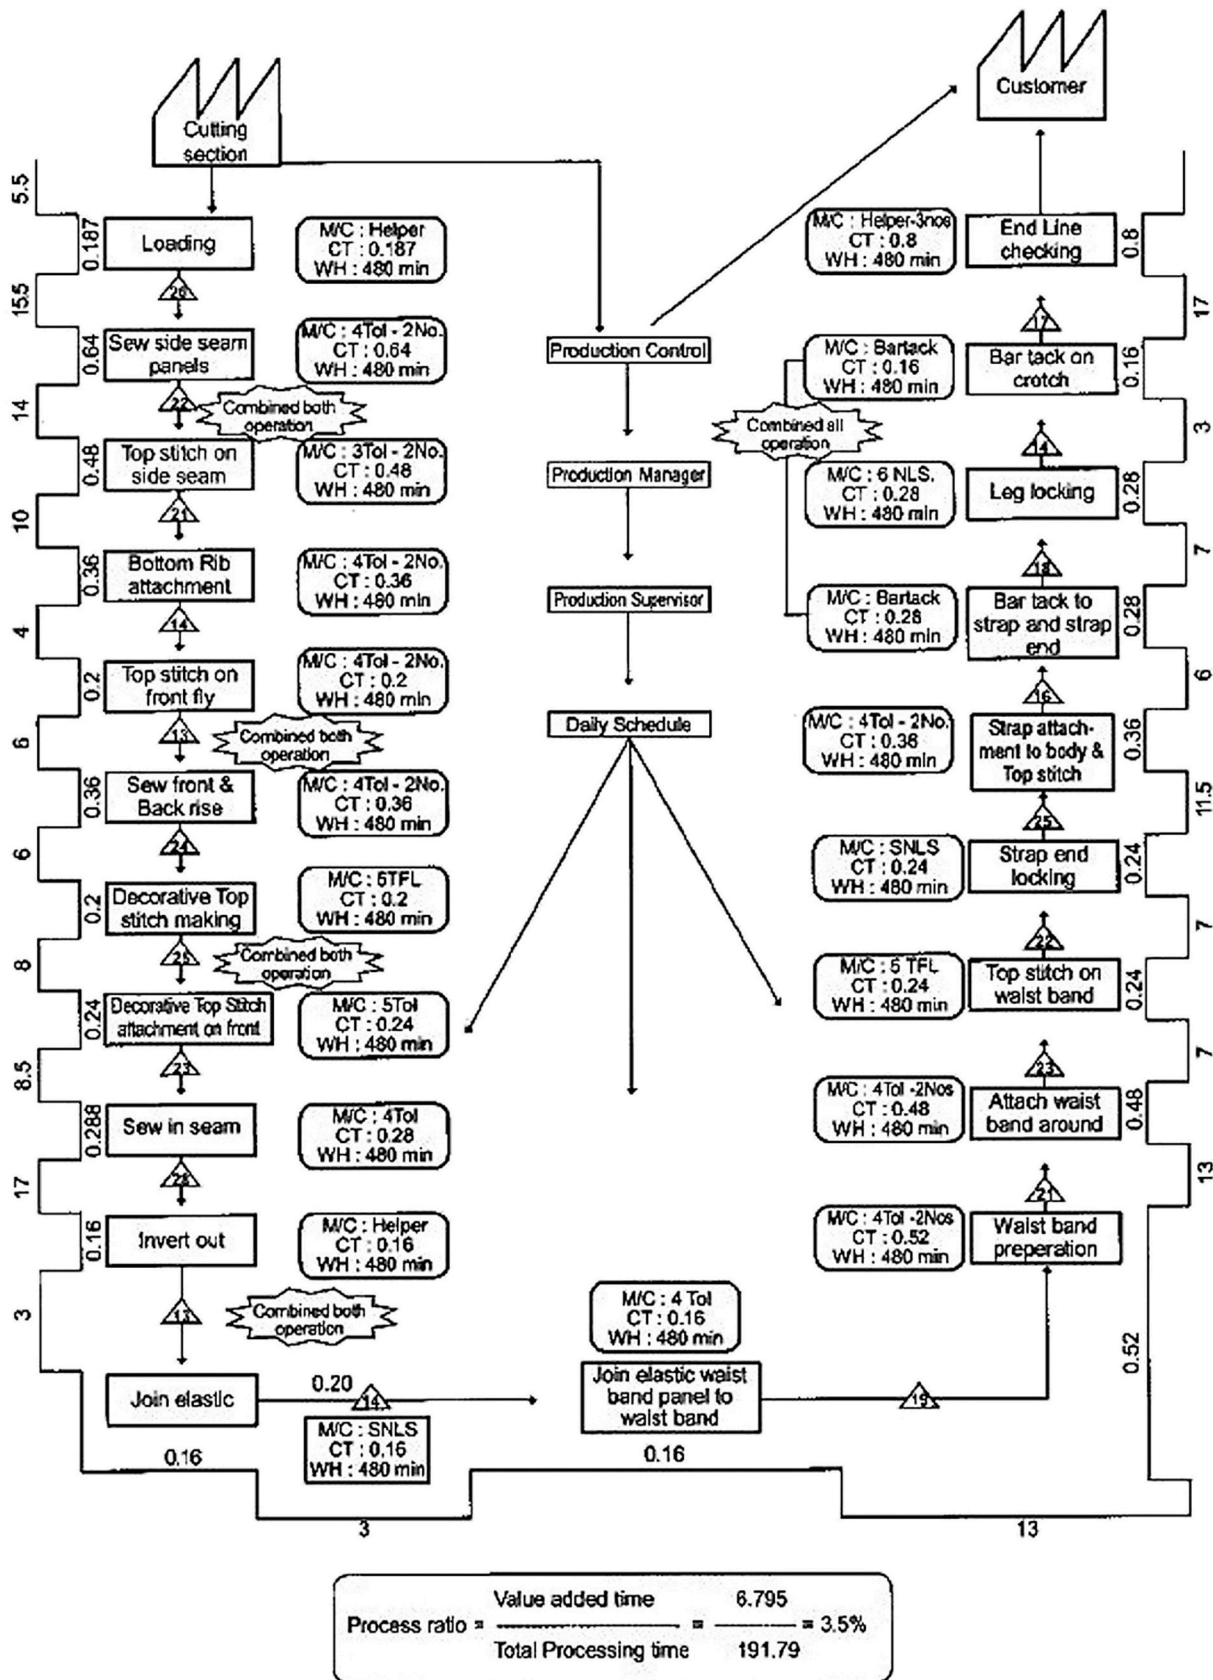 Cutting
section
Customer
5.5
0.187
Loading
M/C : Helper
CT : 0.187
WH : 480 min
155
26
0.64
Sew side seam
panels
M/C : 4Tol - 2No.
CT : 0.64
WH : 480 min
14
22
Combined both
operation
0.48
Top stitch on
side seam
M/C : 3Tol - 2No.
CT : 0.48
WH : 480 min
10
21
0.36
Bottom Rib
attachment
M/C : 4Tol - 2No.
CT : 0.36
WH : 480 min
4
14
0.2
Top stitch on
front fly
M/C : 4Tol - 2No.
CT : 0.2
WH : 480 min
6
13
Combined both
operation
0.36
Sew front &
Back rise
M/C : 4Tol - 2No.
CT : 0.36
WH : 480 min
6
24
0.2
Decorative Top
stitch making
M/C : 5TFL
CT : 0.2
WH : 480 min
8
25
Combined both
operation
0.24
Decorative Top Stitch
attachment on front
M/C : 5Tol
CT : 0.24
WH : 480 min
8.5
23
0.288
Sew in seam
M/C : 4Tol
CT : 0.28
WH : 480 min
17
28
0.16
Invert out
M/C : Helper
CT : 0.16
WH : 480 min
3
13
Combined both
operation
Join elastic
0.20
14
M/C : SNLS
CT : 0.16
WH : 480 min
0.16
3
M/C : 4 Tol
CT : 0.16
WH : 480 min
Join elastic waist
band panel to
waist band
0.16
19
13
Production Control
Production Manager
Production Supervisor
Daily Schedule
M/C : Helper-3nos
CT : 0.8
WH : 480 min
End Line
checking
0.8
17
17
M/C : Bartack
CT : 0.16
WH : 480 min
Bar tack on
crotch
0.16
Combined all
operation
14
3
M/C : 6 NLS.
CT : 0.28
WH : 480 min
Leg locking
0.28
18
7
M/C : Bartack
CT : 0.28
WH : 480 min
Bar tack to
strap and strap
end
0.28
16
6
M/C : 4Tol - 2No.
CT : 0.36
WH : 480 min
Strap attach-
ment to body &
Top stitch
0.36
25
11.5
M/C : SNLS
CT : 0.24
WH : 480 min
Strap end
locking
0.24
22
7
M/C : 5 TFL
CT : 0.24
WH : 480 min
Top stitch on
waist band
0.24
23
7
M/C : 4Tol -2Nos
CT : 0.48
WH : 480 min
Attach waist
band around
0.48
21
13
M/C : 4Tol -2Nos
CT : 0.52
WH : 480 min
Waist band
preperation
0.52
Value added time 6.795
Process ratio = = = 3.5%
Total Processing time 191.79